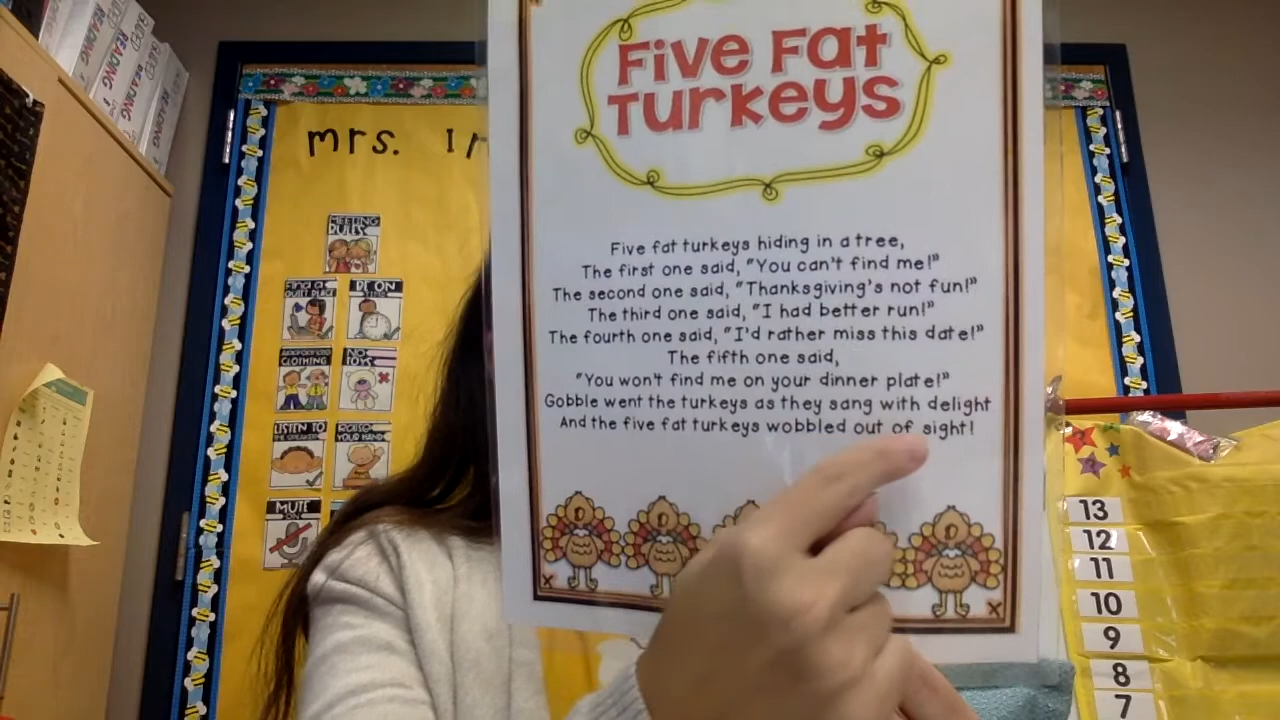 Five Fat
Turkeys
Five fat turkeys hiding in a tree,
The first one said, "You can't find me!"
The second one said, "Thanksgiving's not fun!"
The third one said, "I had better run!"
The fourth one said, "I'd rather miss this date!"
The fifth one said,
"You won't find me on your dinner plate!"
Gobble went the turkeys as they sang with delight
And the five fat turkeys wobbled out of sight!
mrs.
MEETING
RULES
Find a
QUIET PLACE
BE ON
TIME
CLOTHING
NO
TOYS
LISTEN TO
THE SPEAKER
RAISE
YOUR HAND
MUTE
ON
GUIDED
READING
GUIDED
READING
READING
13
12
11
10
9
8
7